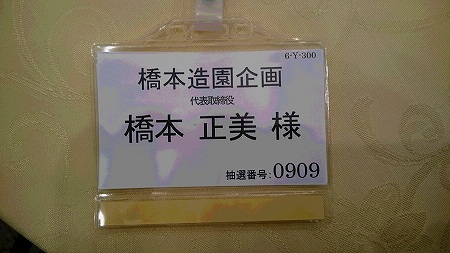 6-Y-300
橋本造園企画
代表取締役
橋本 正美 様
抽選番号:0909